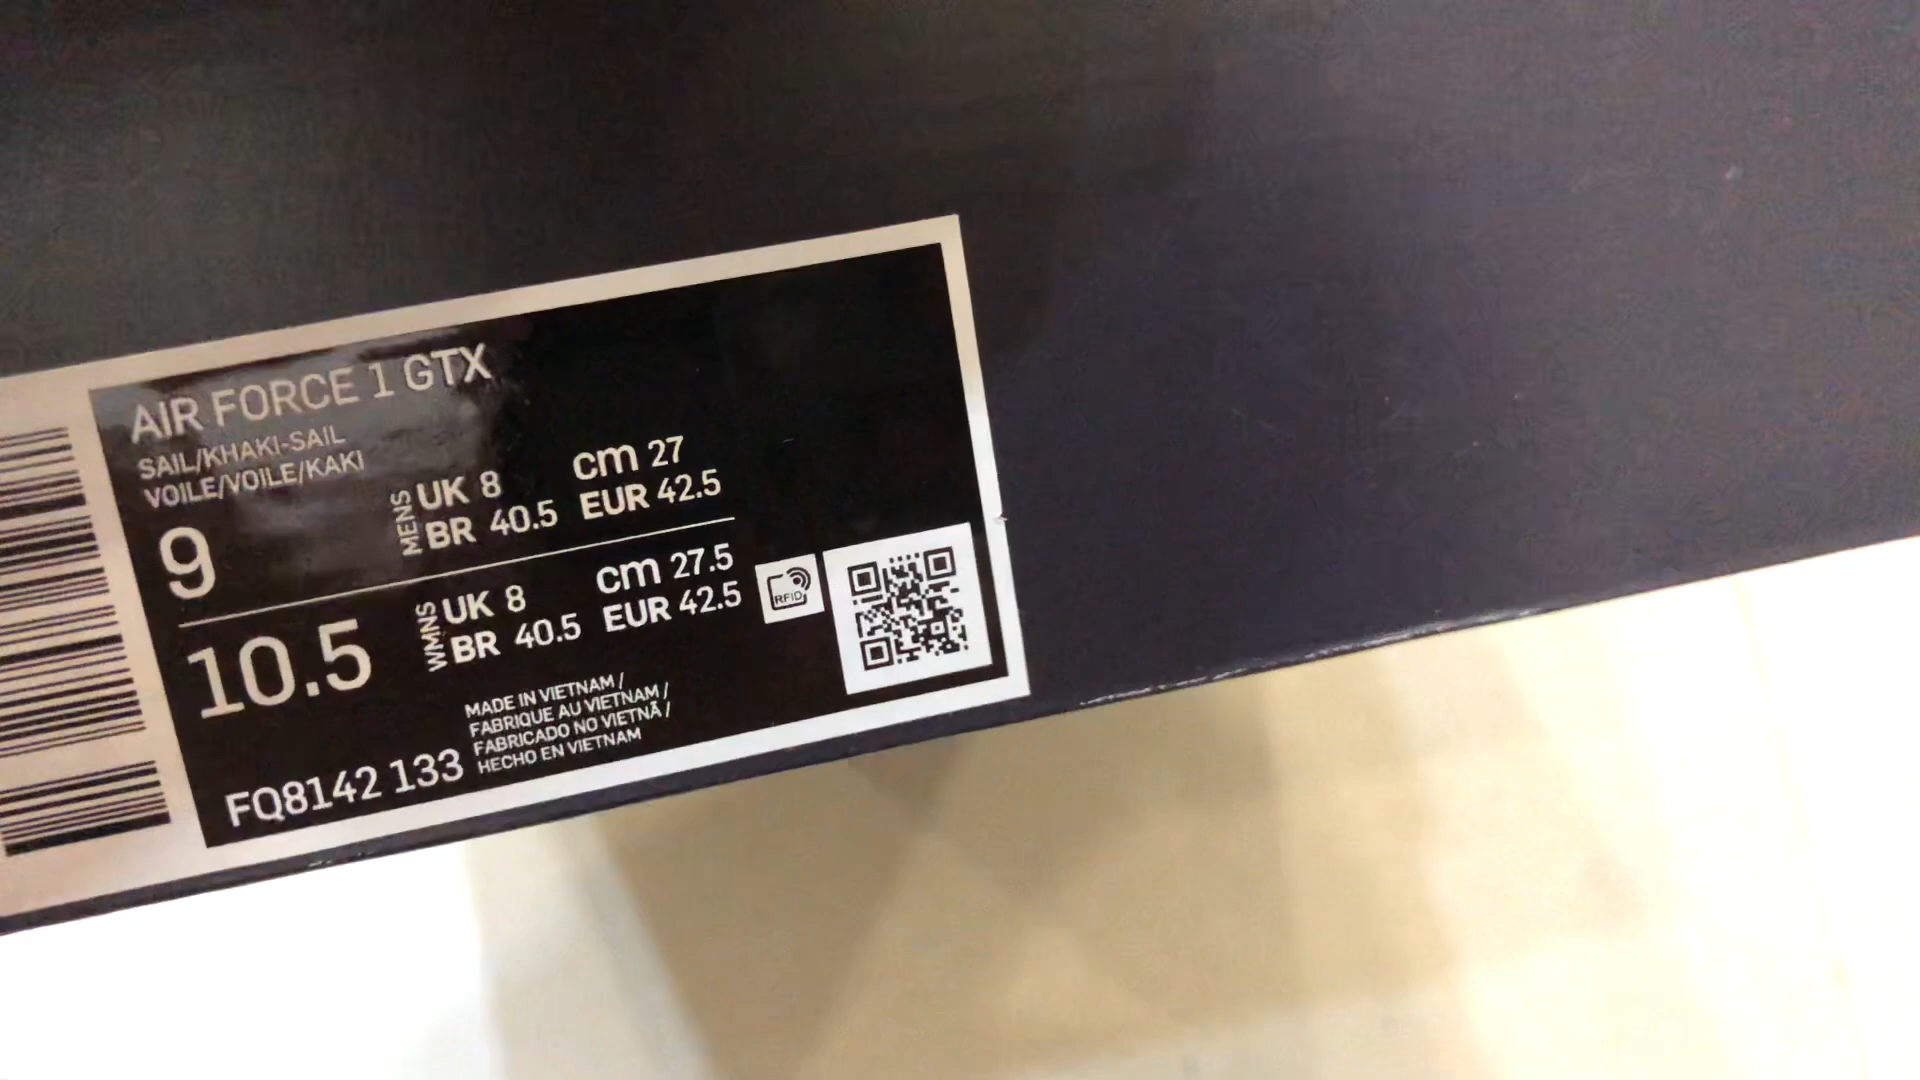 AIR FORCE 1 GTX
SAIL/KHAKI-SAIL
VOILE/VOILE/KAKI
9
MENS
UK 8 cm 27
BR 40.5 EUR 42.5
10.5
WMNS
UK 8 cm 27.5
BR 40.5 EUR 42.5
RFID
MADE IN VIETNAM /
FABRIQUE AU VIETNAM /
FABRICADO NO VIETNÃ /
HECHO EN VIETNAM
FQ8142 133